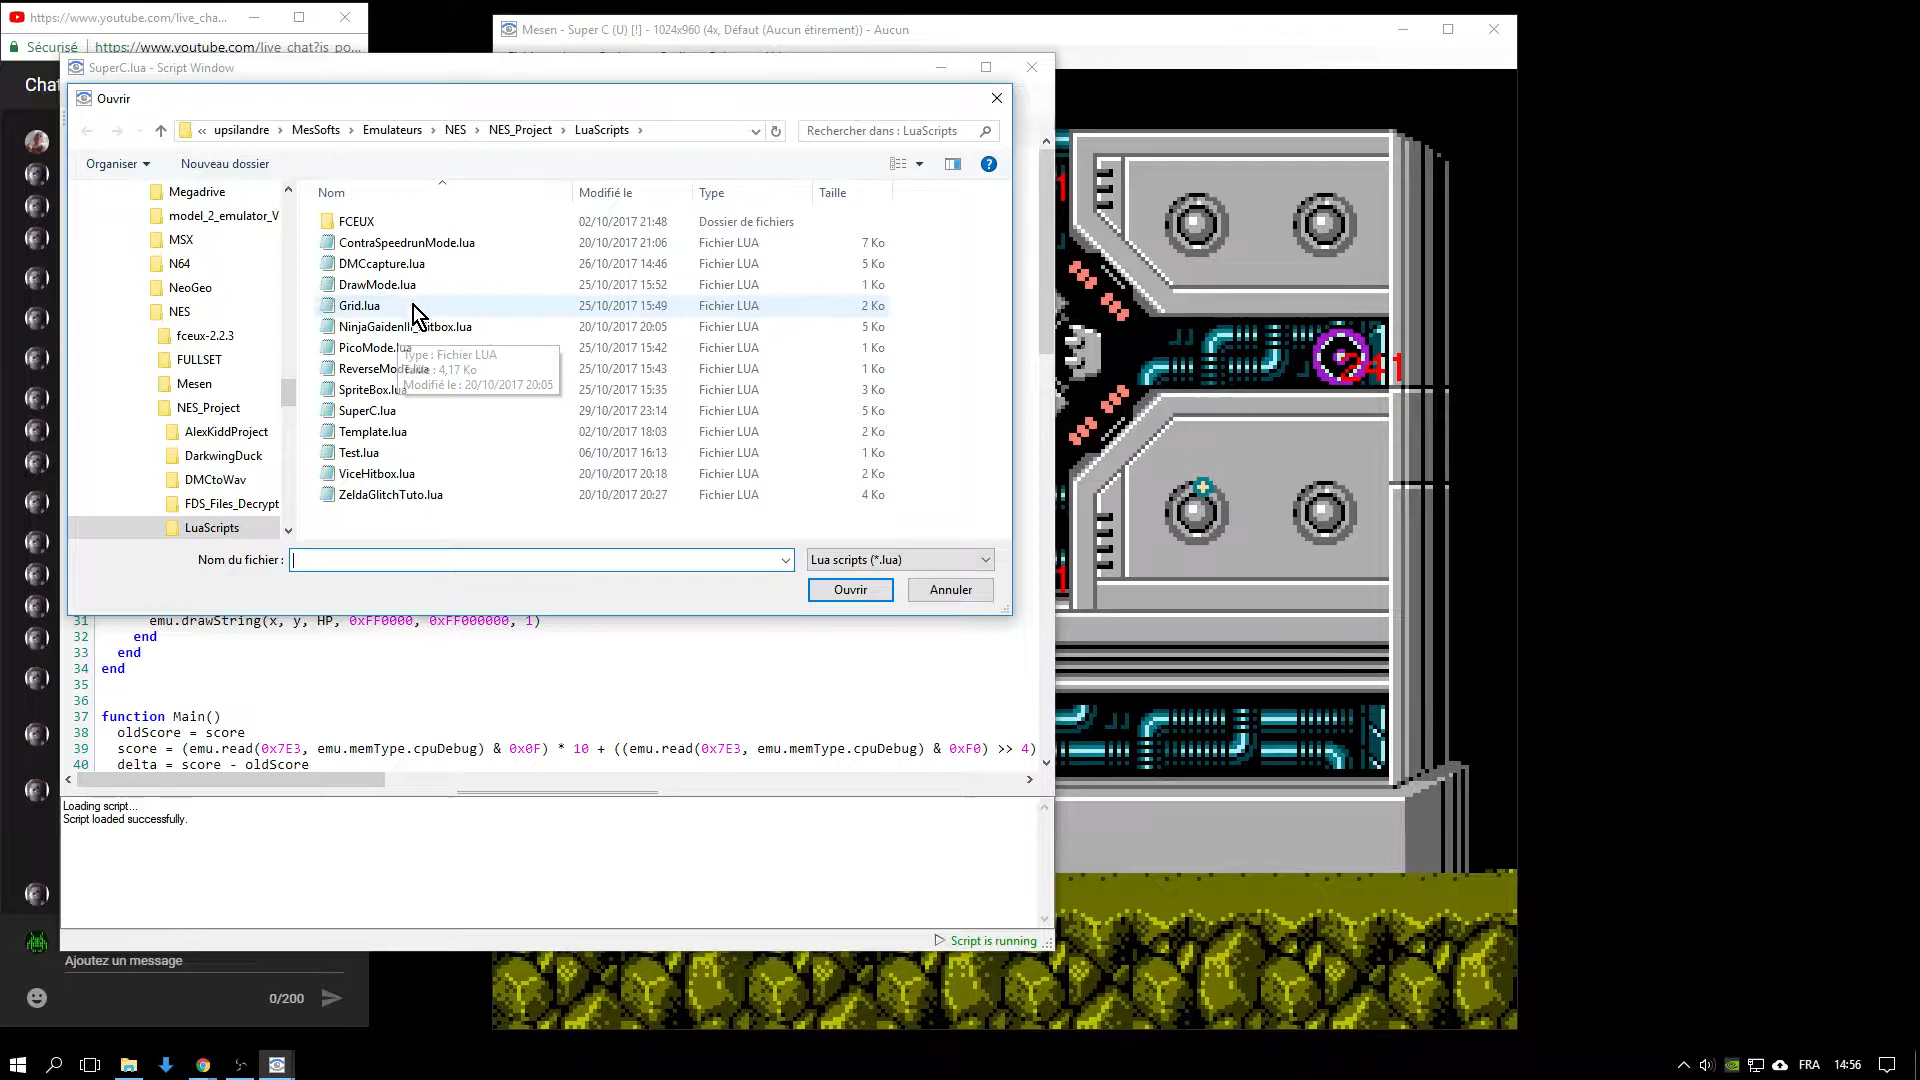 https://www.youtube.com/live_cha...
Sécurisé https://www.youtube.com/live_chat?is_po...
Mesen - Super C (U) [!] - 1024x960 (4x, Défaut (Aucun étirement)) - Aucun
SuperC.lua - Script Window
Chat
Ouvrir
« upsilandre > MesSofts > Emulateurs > NES > NES_Project > LuaScripts >
Rechercher dans : LuaScripts
Organiser
Nouveau dossier
Megadrive
model_2_emulator_V
MSX
N64
NeoGeo
NES
fceux-2.2.3
FULLSET
Mesen
NES_Project
AlexKiddProject
DarkwingDuck
DMCtoWav
FDS_Files_Decrypt
LuaScripts
Nom Modifié le Type Taille
FCEUX 02/10/2017 21:48 Dossier de fichiers
ContraSpeedrunMode.lua 20/10/2017 21:06 Fichier LUA 7 Ko
DMCcapture.lua 26/10/2017 14:46 Fichier LUA 5 Ko
DrawMode.lua 25/10/2017 15:52 Fichier LUA 1 Ko
Grid.lua 25/10/2017 15:49 Fichier LUA 2 Ko
NinjaGaidenII_Hitbox.lua 20/10/2017 20:05 Fichier LUA 5 Ko
PicoMode.lua 25/10/2017 15:42 Fichier LUA 1 Ko
ReverseMode.lua 25/10/2017 15:43 Fichier LUA 1 Ko
SpriteBox.lua 25/10/2017 15:35 Fichier LUA 3 Ko
SuperC.lua 29/10/2017 23:14 Fichier LUA 5 Ko
Template.lua 02/10/2017 18:03 Fichier LUA 2 Ko
Test.lua 06/10/2017 16:13 Fichier LUA 1 Ko
ViceHitbox.lua 20/10/2017 20:18 Fichier LUA 2 Ko
ZeldaGlitchTuto.lua 20/10/2017 20:27 Fichier LUA 4 Ko
Type : Fichier LUA
Taille : 4,17 Ko
Modifié le : 20/10/2017 20:05
Nom du fichier :
Lua scripts (*.lua)
Ouvrir
Annuler
31 emu.drawString(x, y, HP, 0xFF0000, 0xFF000000, 1)
32 end
33 end
34 end
35
36
37 function Main()
38 oldScore = score
39 score = (emu.read(0x7E3, emu.memType.cpuDebug) & 0x0F) * 10 + ((emu.read(0x7E3, emu.memType.cpuDebug) & 0xF0) >> 4)
40 delta = score - oldScore
Loading script...
Script loaded successfully.
Script is running
1
241
1
Ajoutez un message
0/200
FRA
14:56